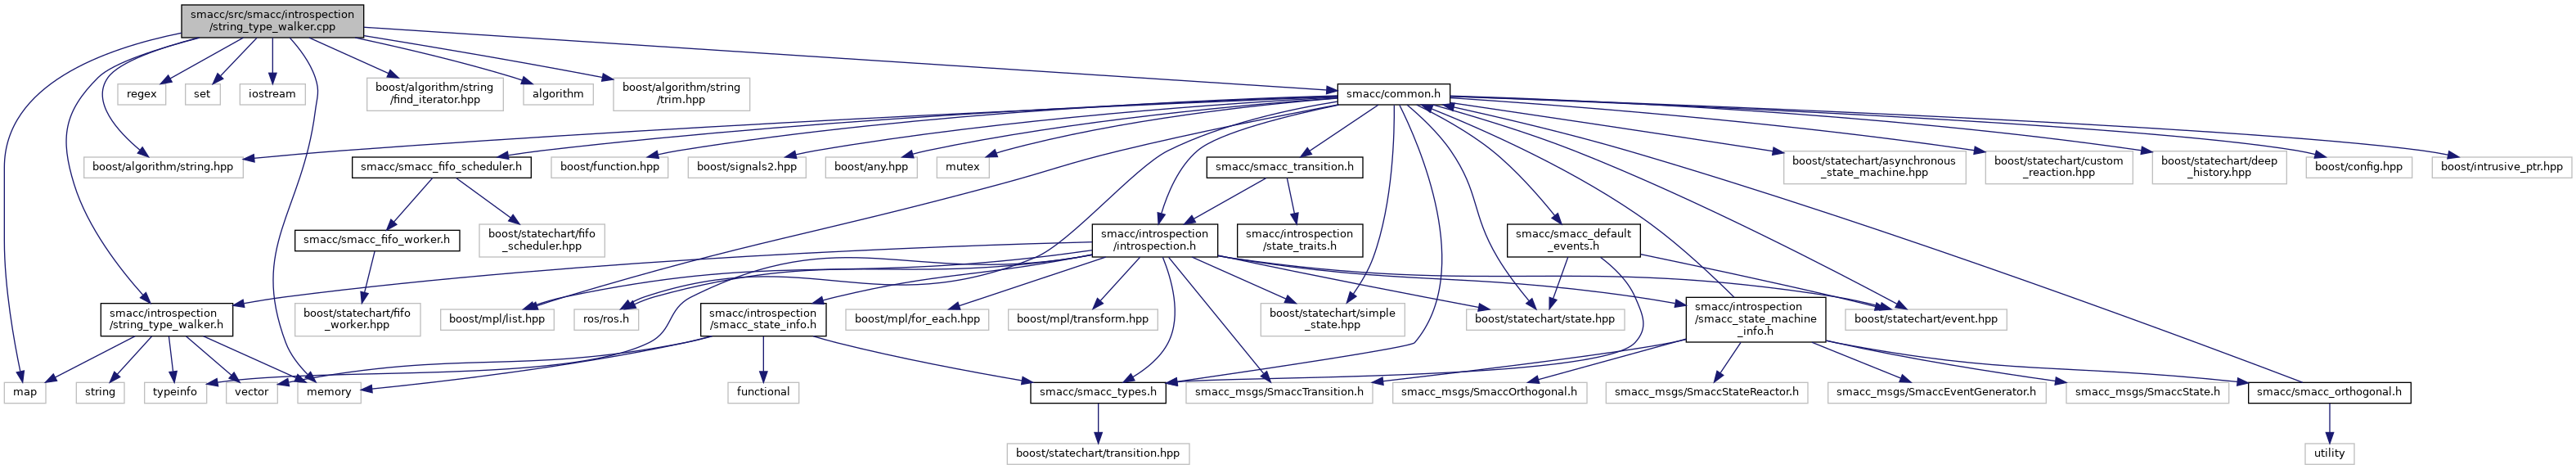 smacc/src/smacc/introspection
/string_type_walker.cpp
regex
set
iostream
boost/algorithm/string
/find_iterator.hpp
algorithm
boost/algorithm/string
/trim.hpp
smacc/common.h
boost/algorithm/string.hpp
smacc/smacc_fifo_scheduler.h
boost/function.hpp
boost/signals2.hpp
boost/any.hpp
mutex
smacc/smacc_transition.h
boost/statechart/asynchronous
_state_machine.hpp
boost/statechart/custom
_reaction.hpp
boost/statechart/deep
_history.hpp
boost/config.hpp
boost/intrusive_ptr.hpp
smacc/smacc_fifo_worker.h
boost/statechart/fifo
_scheduler.hpp
smacc/introspection
/introspection.h
smacc/introspection
/state_traits.h
smacc/smacc_default
_events.h
smacc/introspection
/string_type_walker.h
boost/statechart/fifo
_worker.hpp
boost/mpl/list.hpp
ros/ros.h
smacc/introspection
/smacc_state_info.h
boost/mpl/for_each.hpp
boost/mpl/transform.hpp
boost/statechart/simple
_state.hpp
boost/statechart/state.hpp
smacc/introspection
/smacc_state_machine
_info.h
boost/statechart/event.hpp
map
string
typeinfo
vector
memory
functional
smacc/smacc_types.h
smacc_msgs/SmaccTransition.h
smacc_msgs/SmaccOrthogonal.h
smacc_msgs/SmaccStateReactor.h
smacc_msgs/SmaccEventGenerator.h
smacc_msgs/SmaccState.h
smacc/smacc_orthogonal.h
boost/statechart/transition.hpp
utility